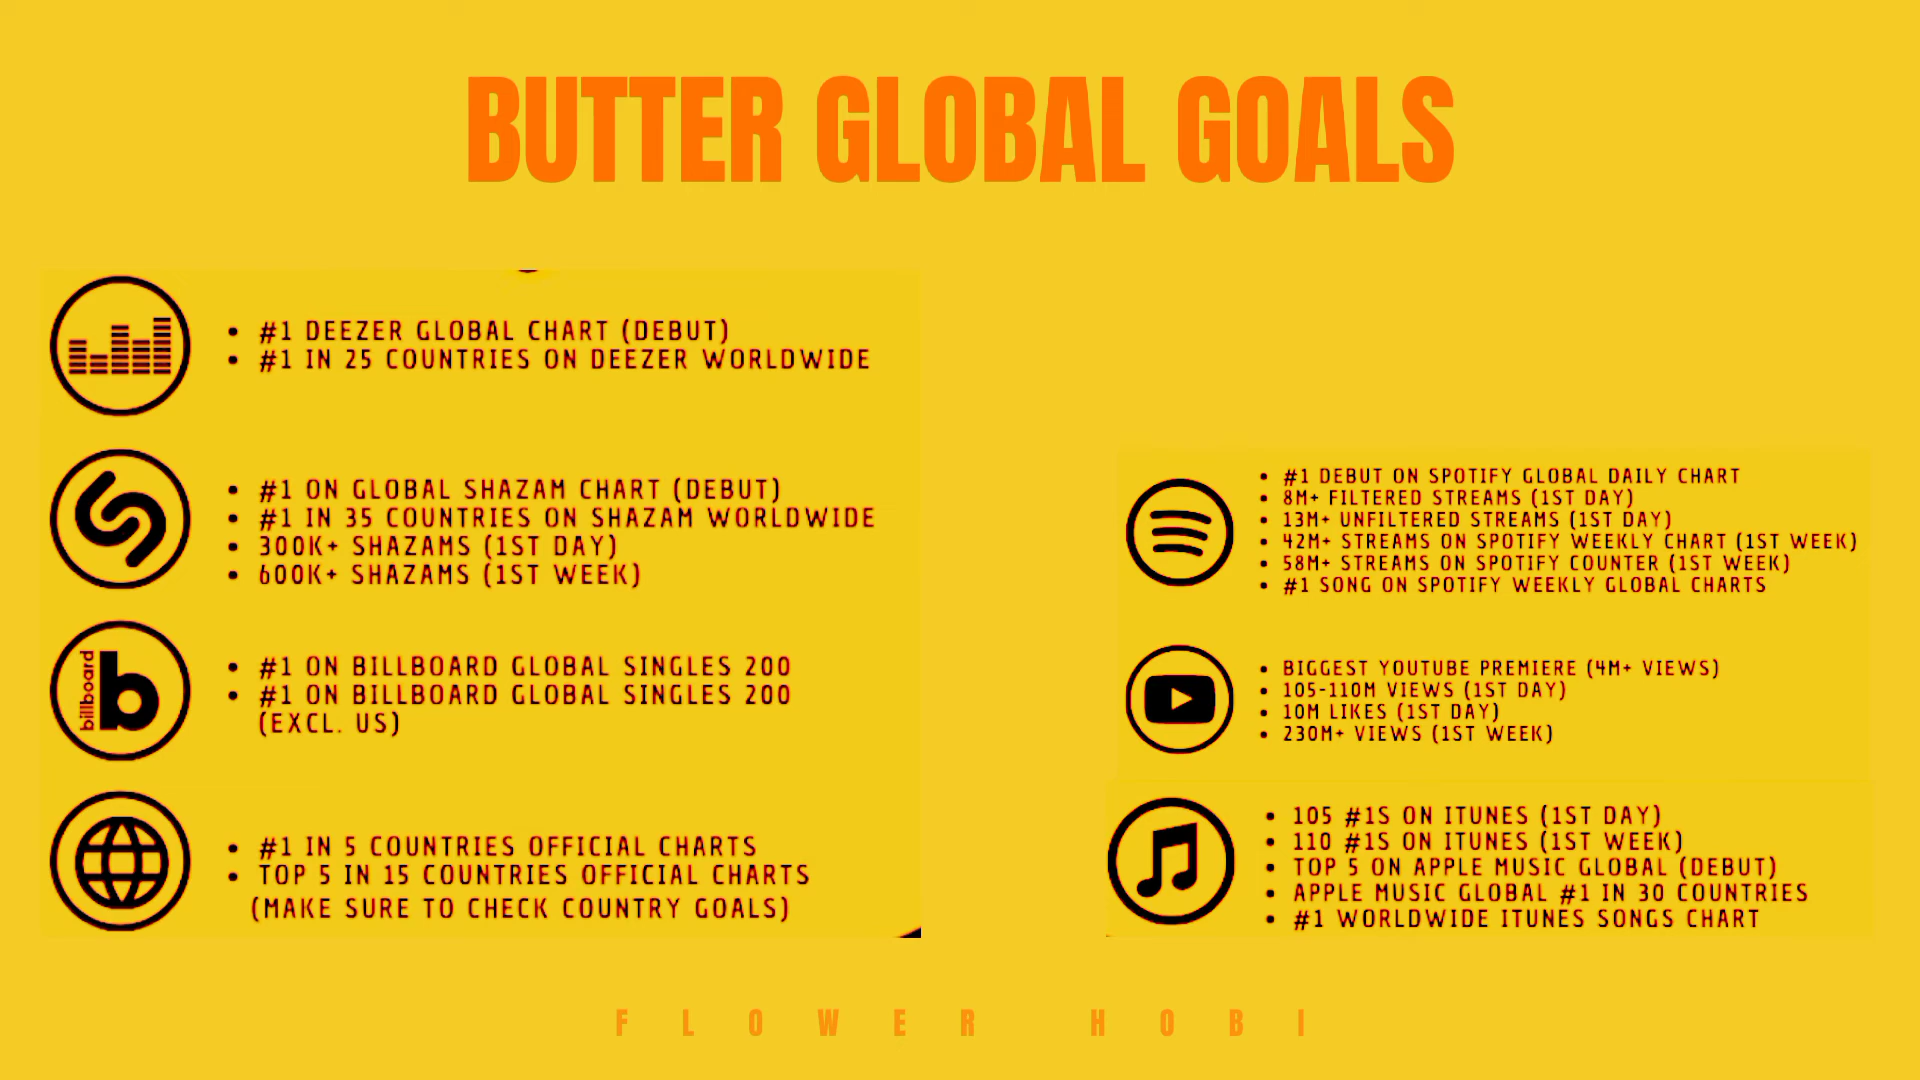 BUTTER GLOBAL GOALS
• #1 DEEZER GLOBAL CHART (DEBUT)
• #1 IN 25 COUNTRIES ON DEEZER WORLDWIDE
• #1 ON GLOBAL SHAZAM CHART (DEBUT)
• #1 IN 35 COUNTRIES ON SHAZAM WORLDWIDE
• 300K+ SHAZAMS (1ST DAY)
• 600K+ SHAZAMS (1ST WEEK)
billboard
b
• #1 ON BILLBOARD GLOBAL SINGLES 200
• #1 ON BILLBOARD GLOBAL SINGLES 200
(EXCL. US)
• #1 IN 5 COUNTRIES OFFICIAL CHARTS
• TOP 5 IN 15 COUNTRIES OFFICIAL CHARTS
(MAKE SURE TO CHECK COUNTRY GOALS)
• #1 DEBUT ON SPOTIFY GLOBAL DAILY CHART
• 8M+ FILTERED STREAMS (1ST DAY)
• 13M+ UNFILTERED STREAMS (1ST DAY)
• 42M+ STREAMS ON SPOTIFY WEEKLY CHART (1ST WEEK)
• 58M+ STREAMS ON SPOTIFY COUNTER (1ST WEEK)
• #1 SONG ON SPOTIFY WEEKLY GLOBAL CHARTS
• BIGGEST YOUTUBE PREMIERE (4M+ VIEWS)
• 105-110M VIEWS (1ST DAY)
• 10M LIKES (1ST DAY)
• 230M+ VIEWS (1ST WEEK)
• 105 #1S ON ITUNES (1ST DAY)
• 110 #1S ON ITUNES (1ST WEEK)
• TOP 5 ON APPLE MUSIC GLOBAL (DEBUT)
• APPLE MUSIC GLOBAL #1 IN 30 COUNTRIES
• #1 WORLDWIDE ITUNES SONGS CHART
FLOWER HOBI